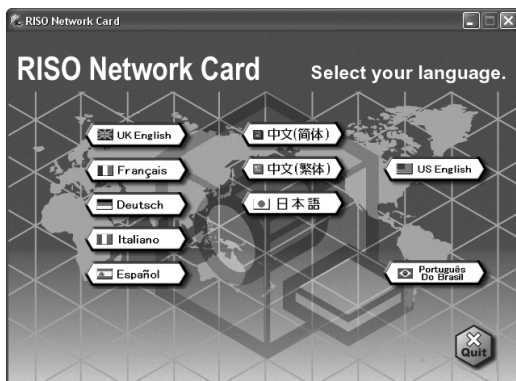 RISO Network Card
RISO Network Card
Select your language.
UK English
Français
Deutsch
Italiano
Español
中文(简体)
中文(繁体)
日本語
US English
Português
Do Brasil
Quit